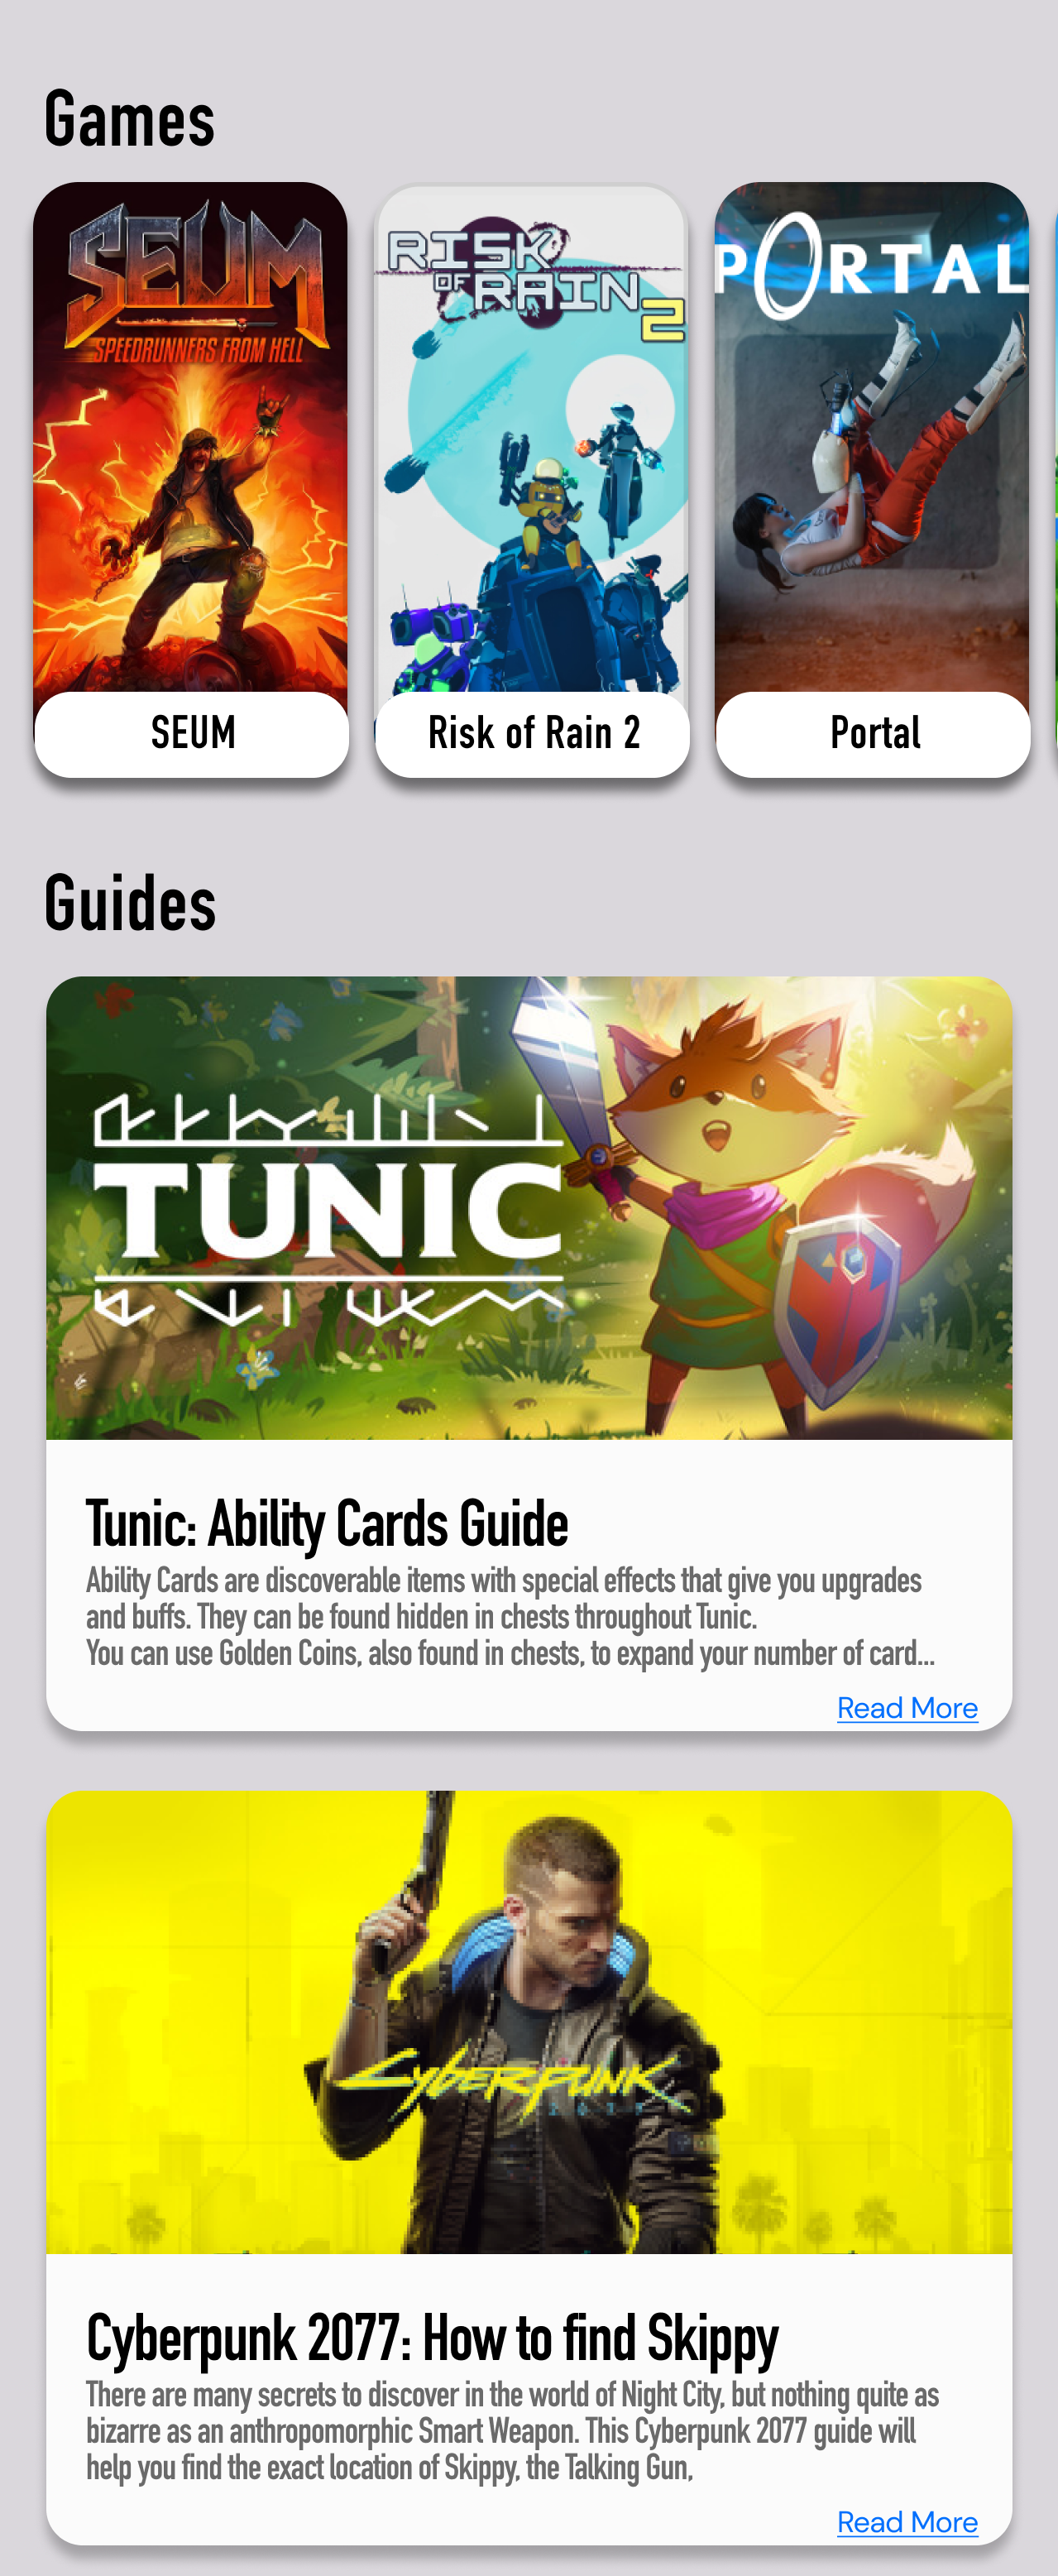 Games
SEUM
SPEEDRUNNERS FROM HELL
RISK
OF RAIN 2
PORTAL
SEUM
Risk of Rain 2
Portal
Guides
TUNIC
Tunic: Ability Cards Guide
Ability Cards are discoverable items with special effects that give you upgrades
and buffs. They can be found hidden in chests throughout Tunic.
You can use Golden Coins, also found in chests, to expand your number of card...
Read More
CYBERPUNK
2077
Cyberpunk 2077: How to find Skippy
There are many secrets to discover in the world of Night City, but nothing quite as
bizarre as an anthropomorphic Smart Weapon. This Cyberpunk 2077 guide will
help you find the exact location of Skippy, the Talking Gun,
Read More